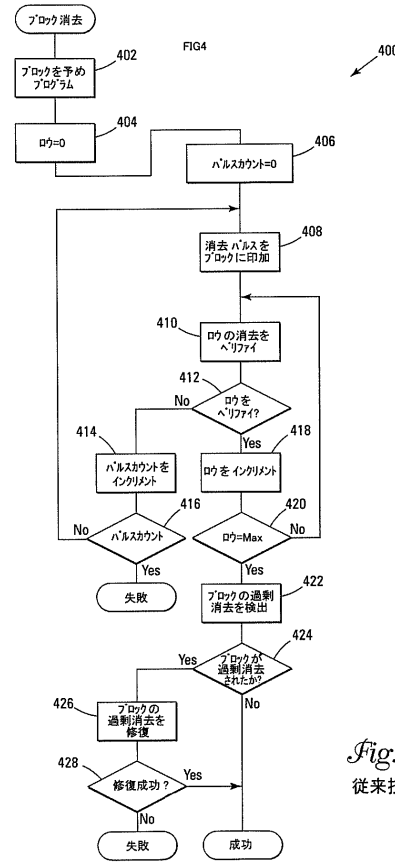 ブロック消去
FIG4
400
402
ブロックを予め
プログラム
404
ロウ=0
406
パルスカウント=0
408
消去パルスを
ブロックに印加
410
ロウの消去を
ベリファイ
412
ロウを
ベリファイ?
No
Yes
414
パルスカウントを
インクリメント
418
ロウをインクリメント
416
パルスカウント
No
Yes
失敗
420
ロウ=Max
No
Yes
422
ブロックの過剰
消去を検出
424
ブロックが
過剰消去
されたか?
Yes
No
426
ブロックの
過剰消去を
修復
428
修復成功?
Yes
No
失敗
成功
Fig.
従来技